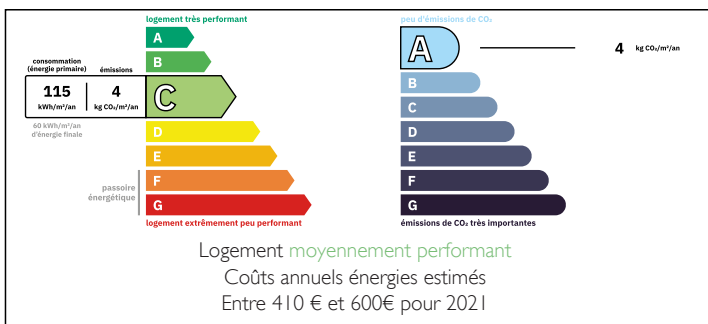 logement très performant
A
B
consommation
(énergie primaire)
émissions
115
kWh/m²/an
4
kg CO₂/m²/an
C
60 kWh/m²/an
d'énergie finale
D
E
F
G
passoire
énergétique
logement extrêmement peu performant
peu d'émissions de CO₂
A
4 kg CO₂/m²/an
B
C
D
E
F
G
émissions de CO₂ très importantes
Logement moyennement performant
Coûts annuels énergies estimés
Entre 410 € et 600€ pour 2021